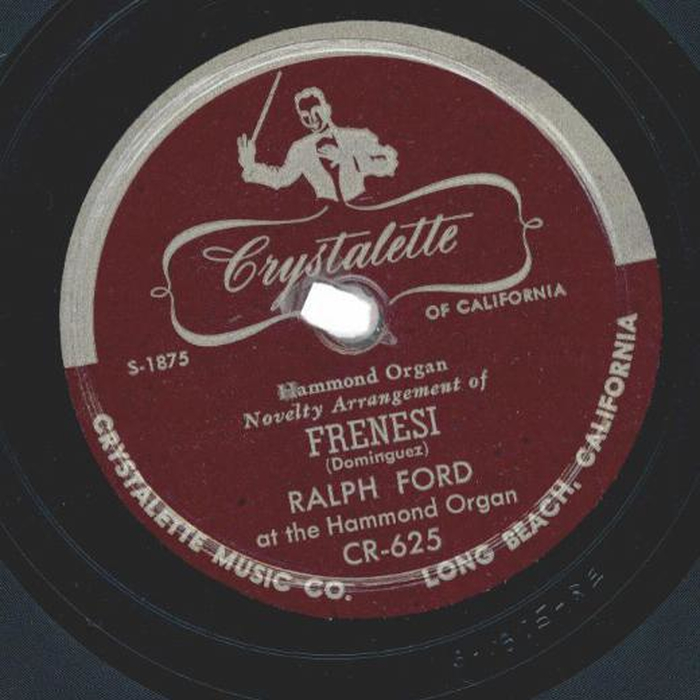 Crystalette
OF CALIFORNIA
S-1875
Hammond Organ
Novelty Arrangement of
FRENESI
(Dominguez)
RALPH FORD
at the Hammond Organ
CR-625
CRYSTALETTE MUSIC CO. LONG BEACH, CALIFORNIA